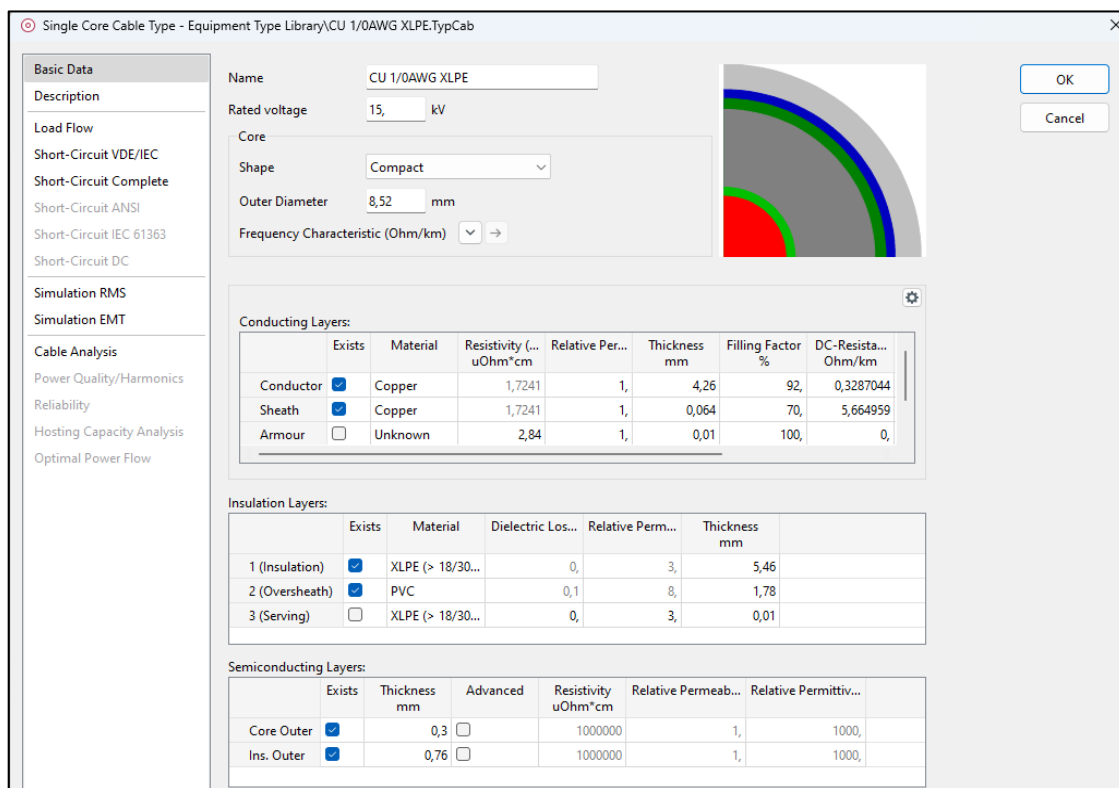 Single Core Cable Type - Equipment Type Library\CU 1/0AWG XLPE.TypCab
Basic Data
Description
Load Flow
Short-Circuit VDE/IEC
Short-Circuit Complete
Short-Circuit ANSI
Short-Circuit IEC 61363
Short-Circuit DC
Simulation RMS
Simulation EMT
Cable Analysis
Power Quality/Harmonics
Reliability
Hosting Capacity Analysis
Optimal Power Flow
Name CU 1/0AWG XLPE
Rated voltage 15, kV
Core
Shape Compact
Outer Diameter 8,52 mm
Frequency Characteristic (Ohm/km)
OK
Cancel
Conducting Layers:
Exists Material Resistivity (... uOhm*cm Relative Per... Thickness mm Filling Factor % DC-Resista... Ohm/km
Conductor Copper 1,7241 1, 4,26 92, 0,3287044
Sheath Copper 1,7241 1, 0,064 70, 5,664959
Armour Unknown 2,84 1, 0,01 100, 0,
Insulation Layers:
Exists Material Dielectric Los... Relative Perm... Thickness mm
1 (Insulation) XLPE (> 18/30... 0, 3, 5,46
2 (Oversheath) PVC 0,1 8, 1,78
3 (Serving) XLPE (> 18/30... 0, 3, 0,01
Semiconducting Layers:
Exists Thickness mm Advanced Resistivity uOhm*cm Relative Permeab... Relative Permittiv...
Core Outer 0,3 1000000 1, 1000,
Ins. Outer 0,76 1000000 1, 1000,